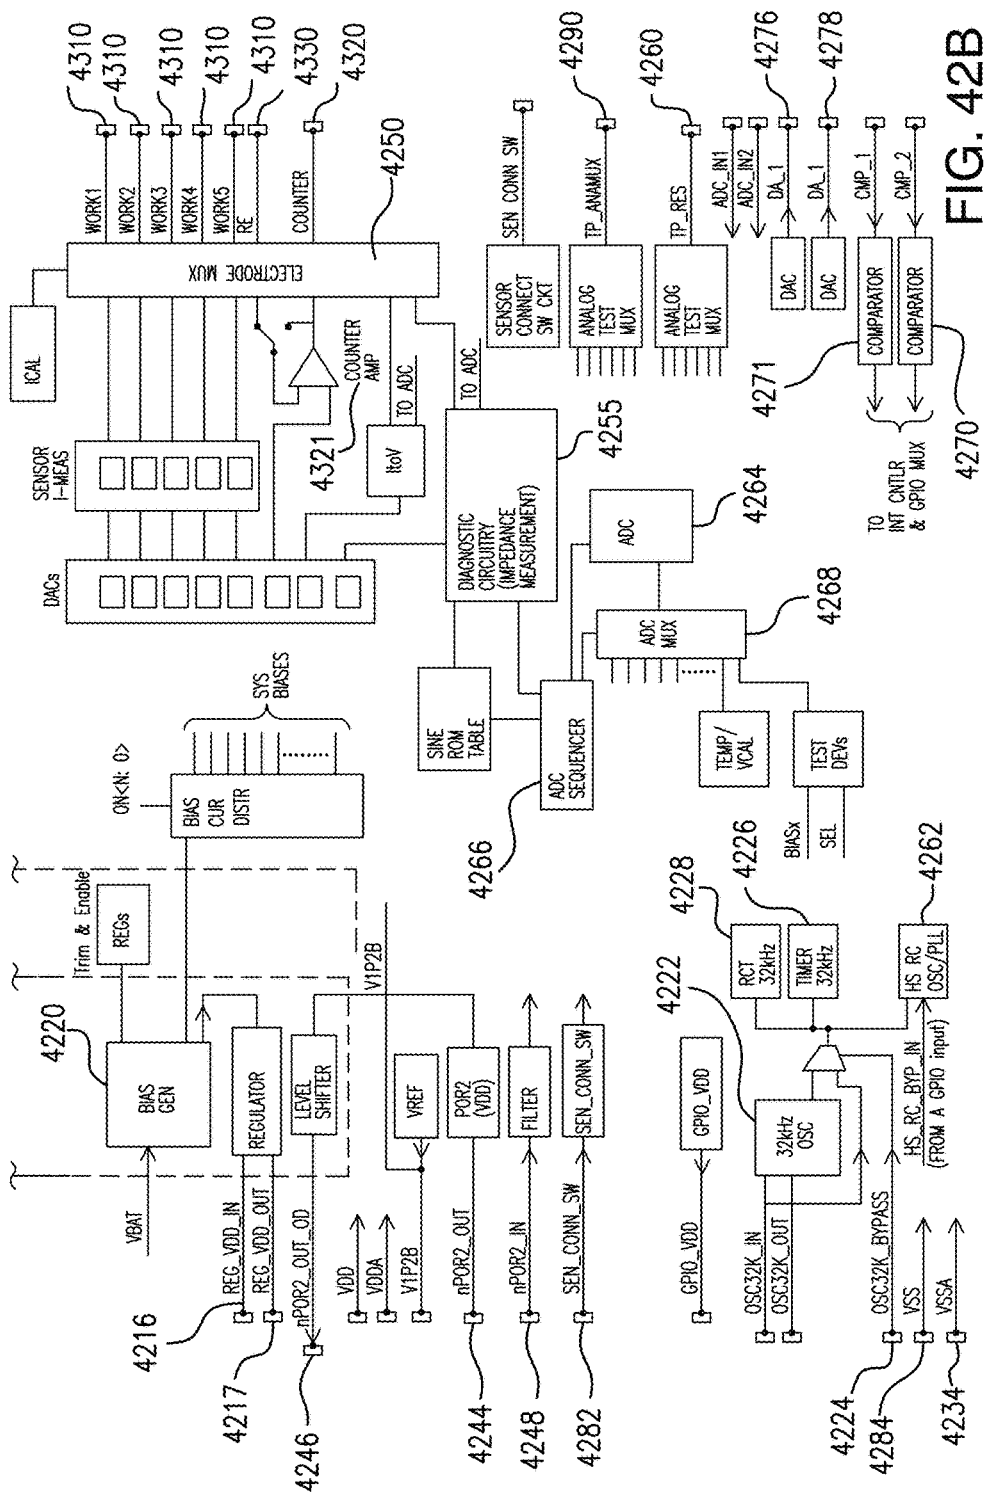 4216
4217
4246
4244
4248
4282
4224
4284
4234
VBAT
REG_VDD_IN
REG_VDD_OUT
nPOR2_OUT_OD
VDD
VDDA
V1P2B
nPOR2_OUT
nPOR2_IN
SEN_CONN_SW
GPIO_VDD
OSC32K_IN
OSC32K_OUT
OSC32K_BYPASS
VSS
VSSA
4220
Trim & Enable
REGs
BIAS
GEN
REGULATOR
LEVEL
SHIFTER
V1P2B
VREF
POR2
(VDD)
FILTER
SEN_CONN_SW
GPIO_VDD
4222
32kHz
OSC
4228
RCT
32kHz
4226
TIMER
32kHz
4262
HS RC
OSC/PLL
HS_RC_BYP_IN
(FROM A GPIO input)
ON<N: 0>
BIAS
CUR
DISTR
SYS
BIASES
DACs
SENSOR
I-MEAS
ICAL
ELECTRODE MUX
WORK1
WORK2
WORK3
WORK4
WORK5
RE
COUNTER
4310
4310
4310
4310
4310
4330
4320
4250
COUNTER
AMP
4321
ItoV
TO ADC
TO ADC
DIAGNOSTIC
CIRCUITRY
(IMPEDANCE
MEASUREMENT)
4255
SINE
ROM
TABLE
ADC
SEQUENCER
4266
ADC
4264
ADC
MUX
4268
TEMP/
VCAL
TEST
DEVs
BIASx
SEL
SENSOR
CONNECT
SW CKT
SEN CONN SW
ANALOG
TEST
MUX
TP_ANAMUX
4290
ANALOG
TEST
MUX
TP_RES
4260
ADC_IN1
ADC_IN2
DAC
DA_1
4276
DAC
DA_1
4278
COMPARATOR
CMP_1
4271
COMPARATOR
CMP_2
4270
TO
INT CNTLR
& GPIO MUX
FIG. 42B